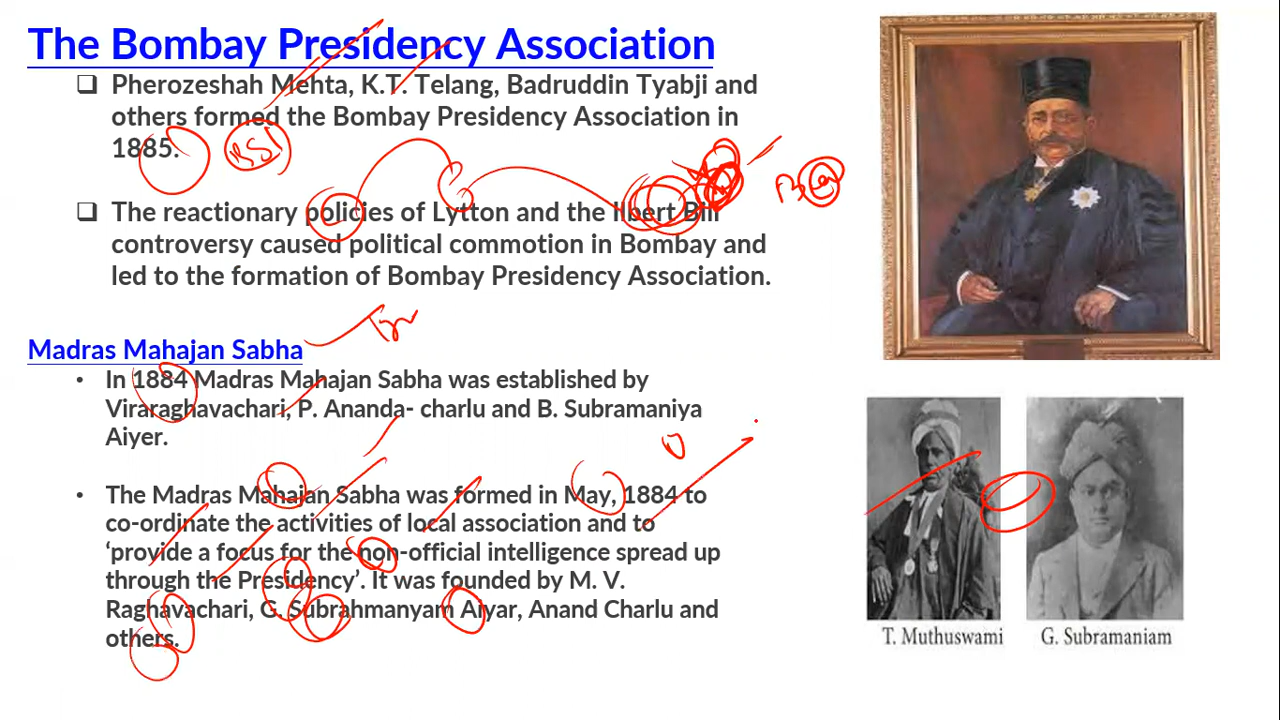 The Bombay Presidency Association
❑ Pherozeshah Mehta, K.T. Telang, Badruddin Tyabji and
others formed the Bombay Presidency Association in
1885.
❑ The reactionary policies of Lytton and the Ilbert Bill
controversy caused political commotion in Bombay and
led to the formation of Bombay Presidency Association.
Madras Mahajan Sabha
• In 1884 Madras Mahajan Sabha was established by
Viraraghavachari, P. Ananda- charlu and B. Subramaniya
Aiyer.
• The Madras Mahajan Sabha was formed in May, 1884 to
co-ordinate the activities of local association and to
‘provide a focus for the non-official intelligence spread up
through the Presidency’. It was founded by M. V.
Raghavachari, G. Subrahmanyam Aiyar, Anand Charlu and
others.
T. Muthuswami
G. Subramaniam